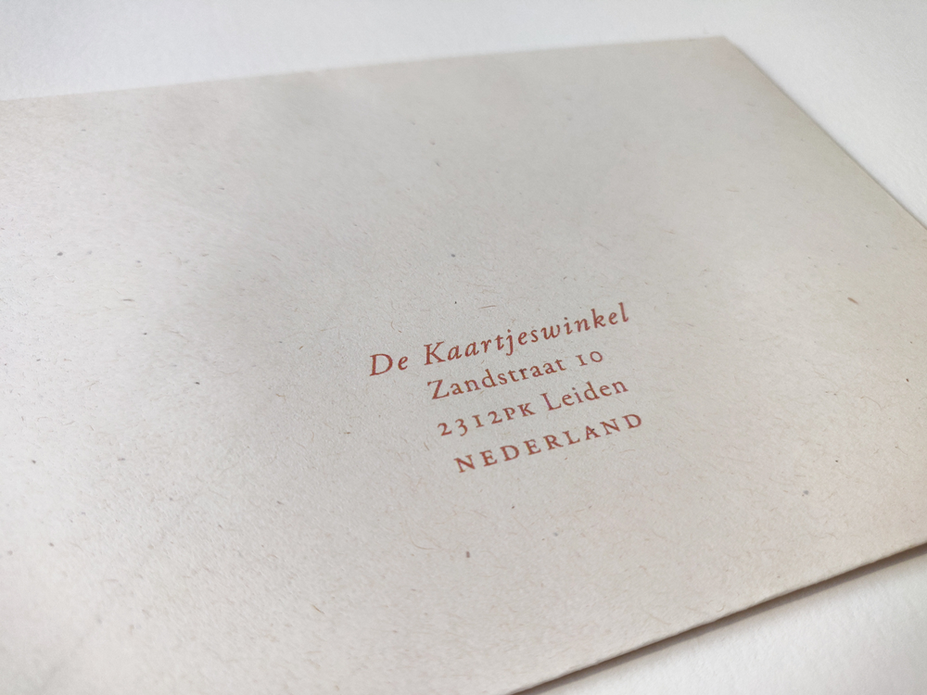 De Kaartjeswinkel
Zandstraat 10
2312PK Leiden
NEDERLAND